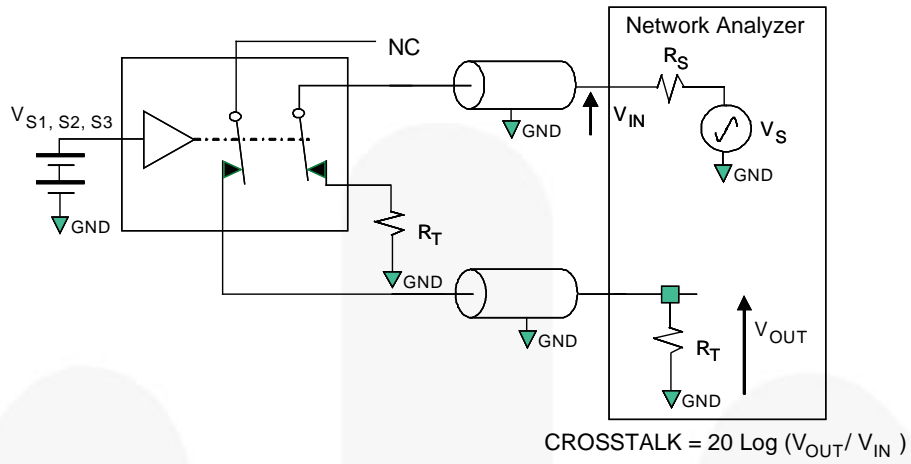 Network Analyzer
NC
R_S
V_S1, S2, S3
GND
V_IN
V_S
GND
GND
R_T
GND
GND
R_T
V_OUT
GND
CROSSTALK = 20 Log (V_OUT/ V_IN )